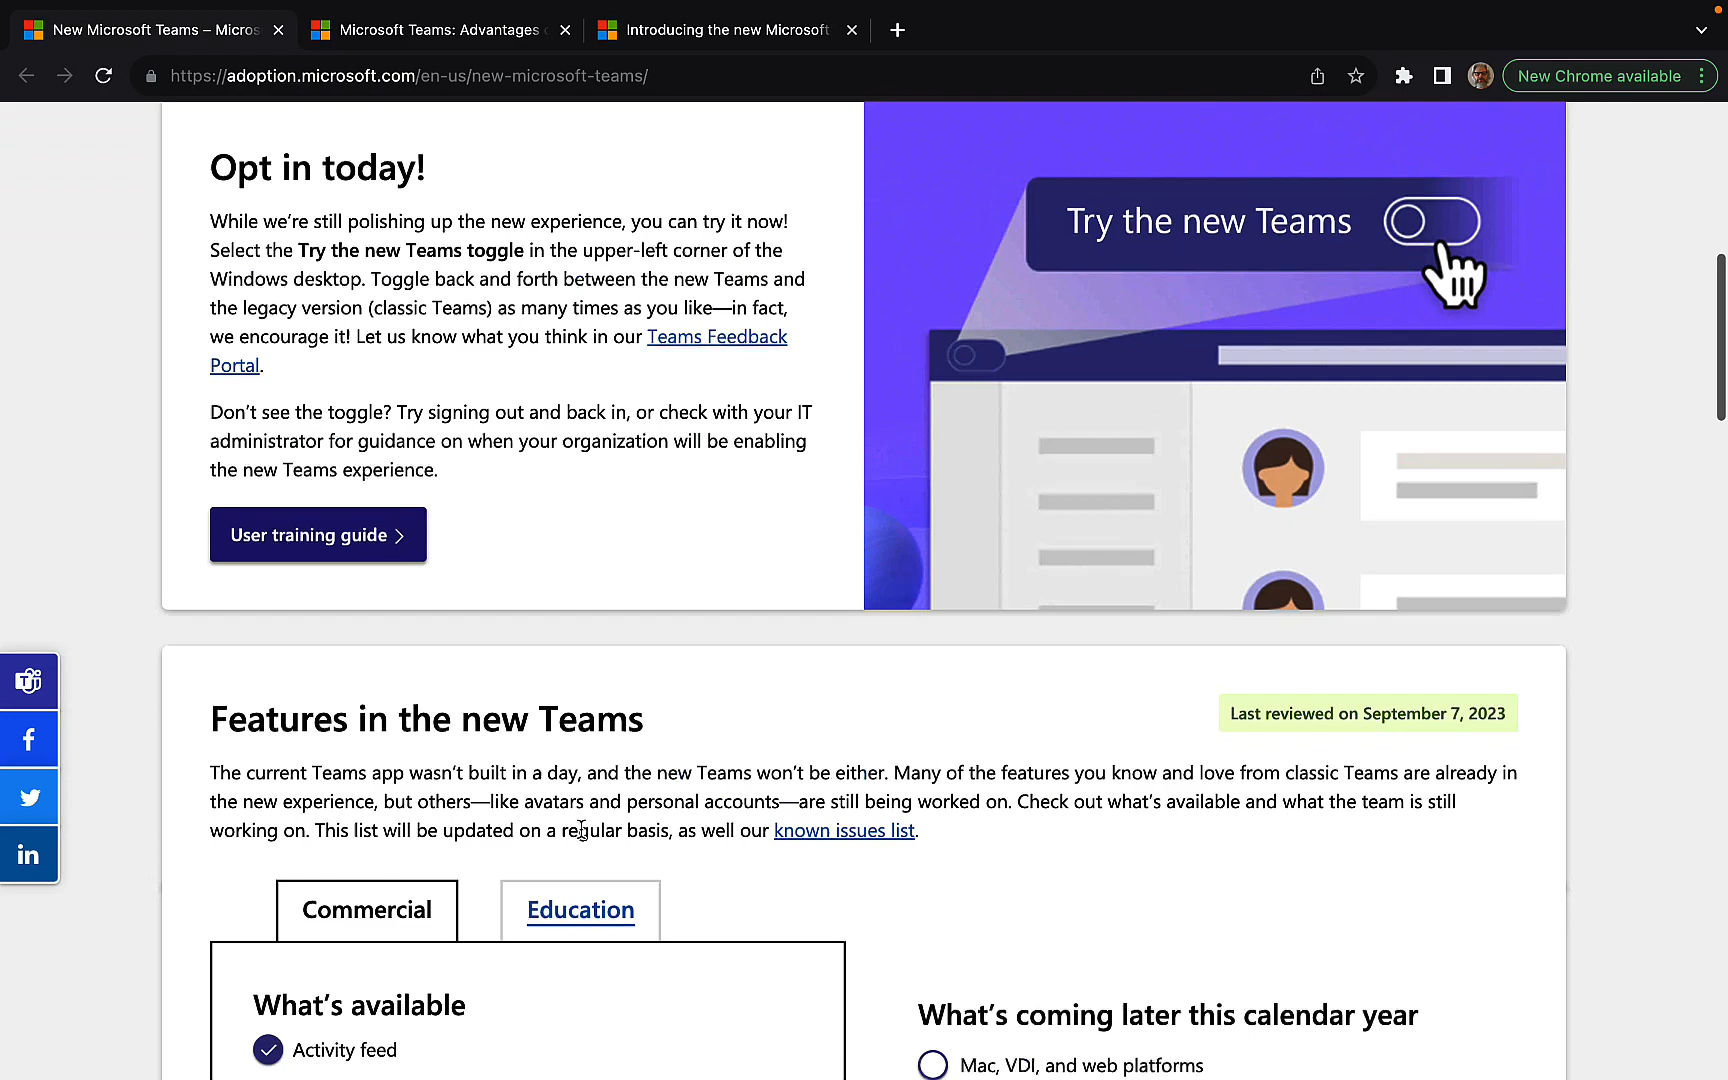 New Microsoft Teams – Micros
Microsoft Teams: Advantages
Introducing the new Microsoft
https://adoption.microsoft.com/en-us/new-microsoft-teams/
New Chrome available
Opt in today!
While we’re still polishing up the new experience, you can try it now!
Select the Try the new Teams toggle in the upper-left corner of the
Windows desktop. Toggle back and forth between the new Teams and
the legacy version (classic Teams) as many times as you like—in fact,
we encourage it! Let us know what you think in our Teams Feedback
Portal.
Don’t see the toggle? Try signing out and back in, or check with your IT
administrator for guidance on when your organization will be enabling
the new Teams experience.
User training guide
Try the new Teams
Features in the new Teams
Last reviewed on September 7, 2023
The current Teams app wasn’t built in a day, and the new Teams won’t be either. Many of the features you know and love from classic Teams are already in
the new experience, but others—like avatars and personal accounts—are still being worked on. Check out what’s available and what the team is still
working on. This list will be updated on a regular basis, as well our known issues list.
Commercial
Education
What’s available
Activity feed
What’s coming later this calendar year
Mac, VDI, and web platforms